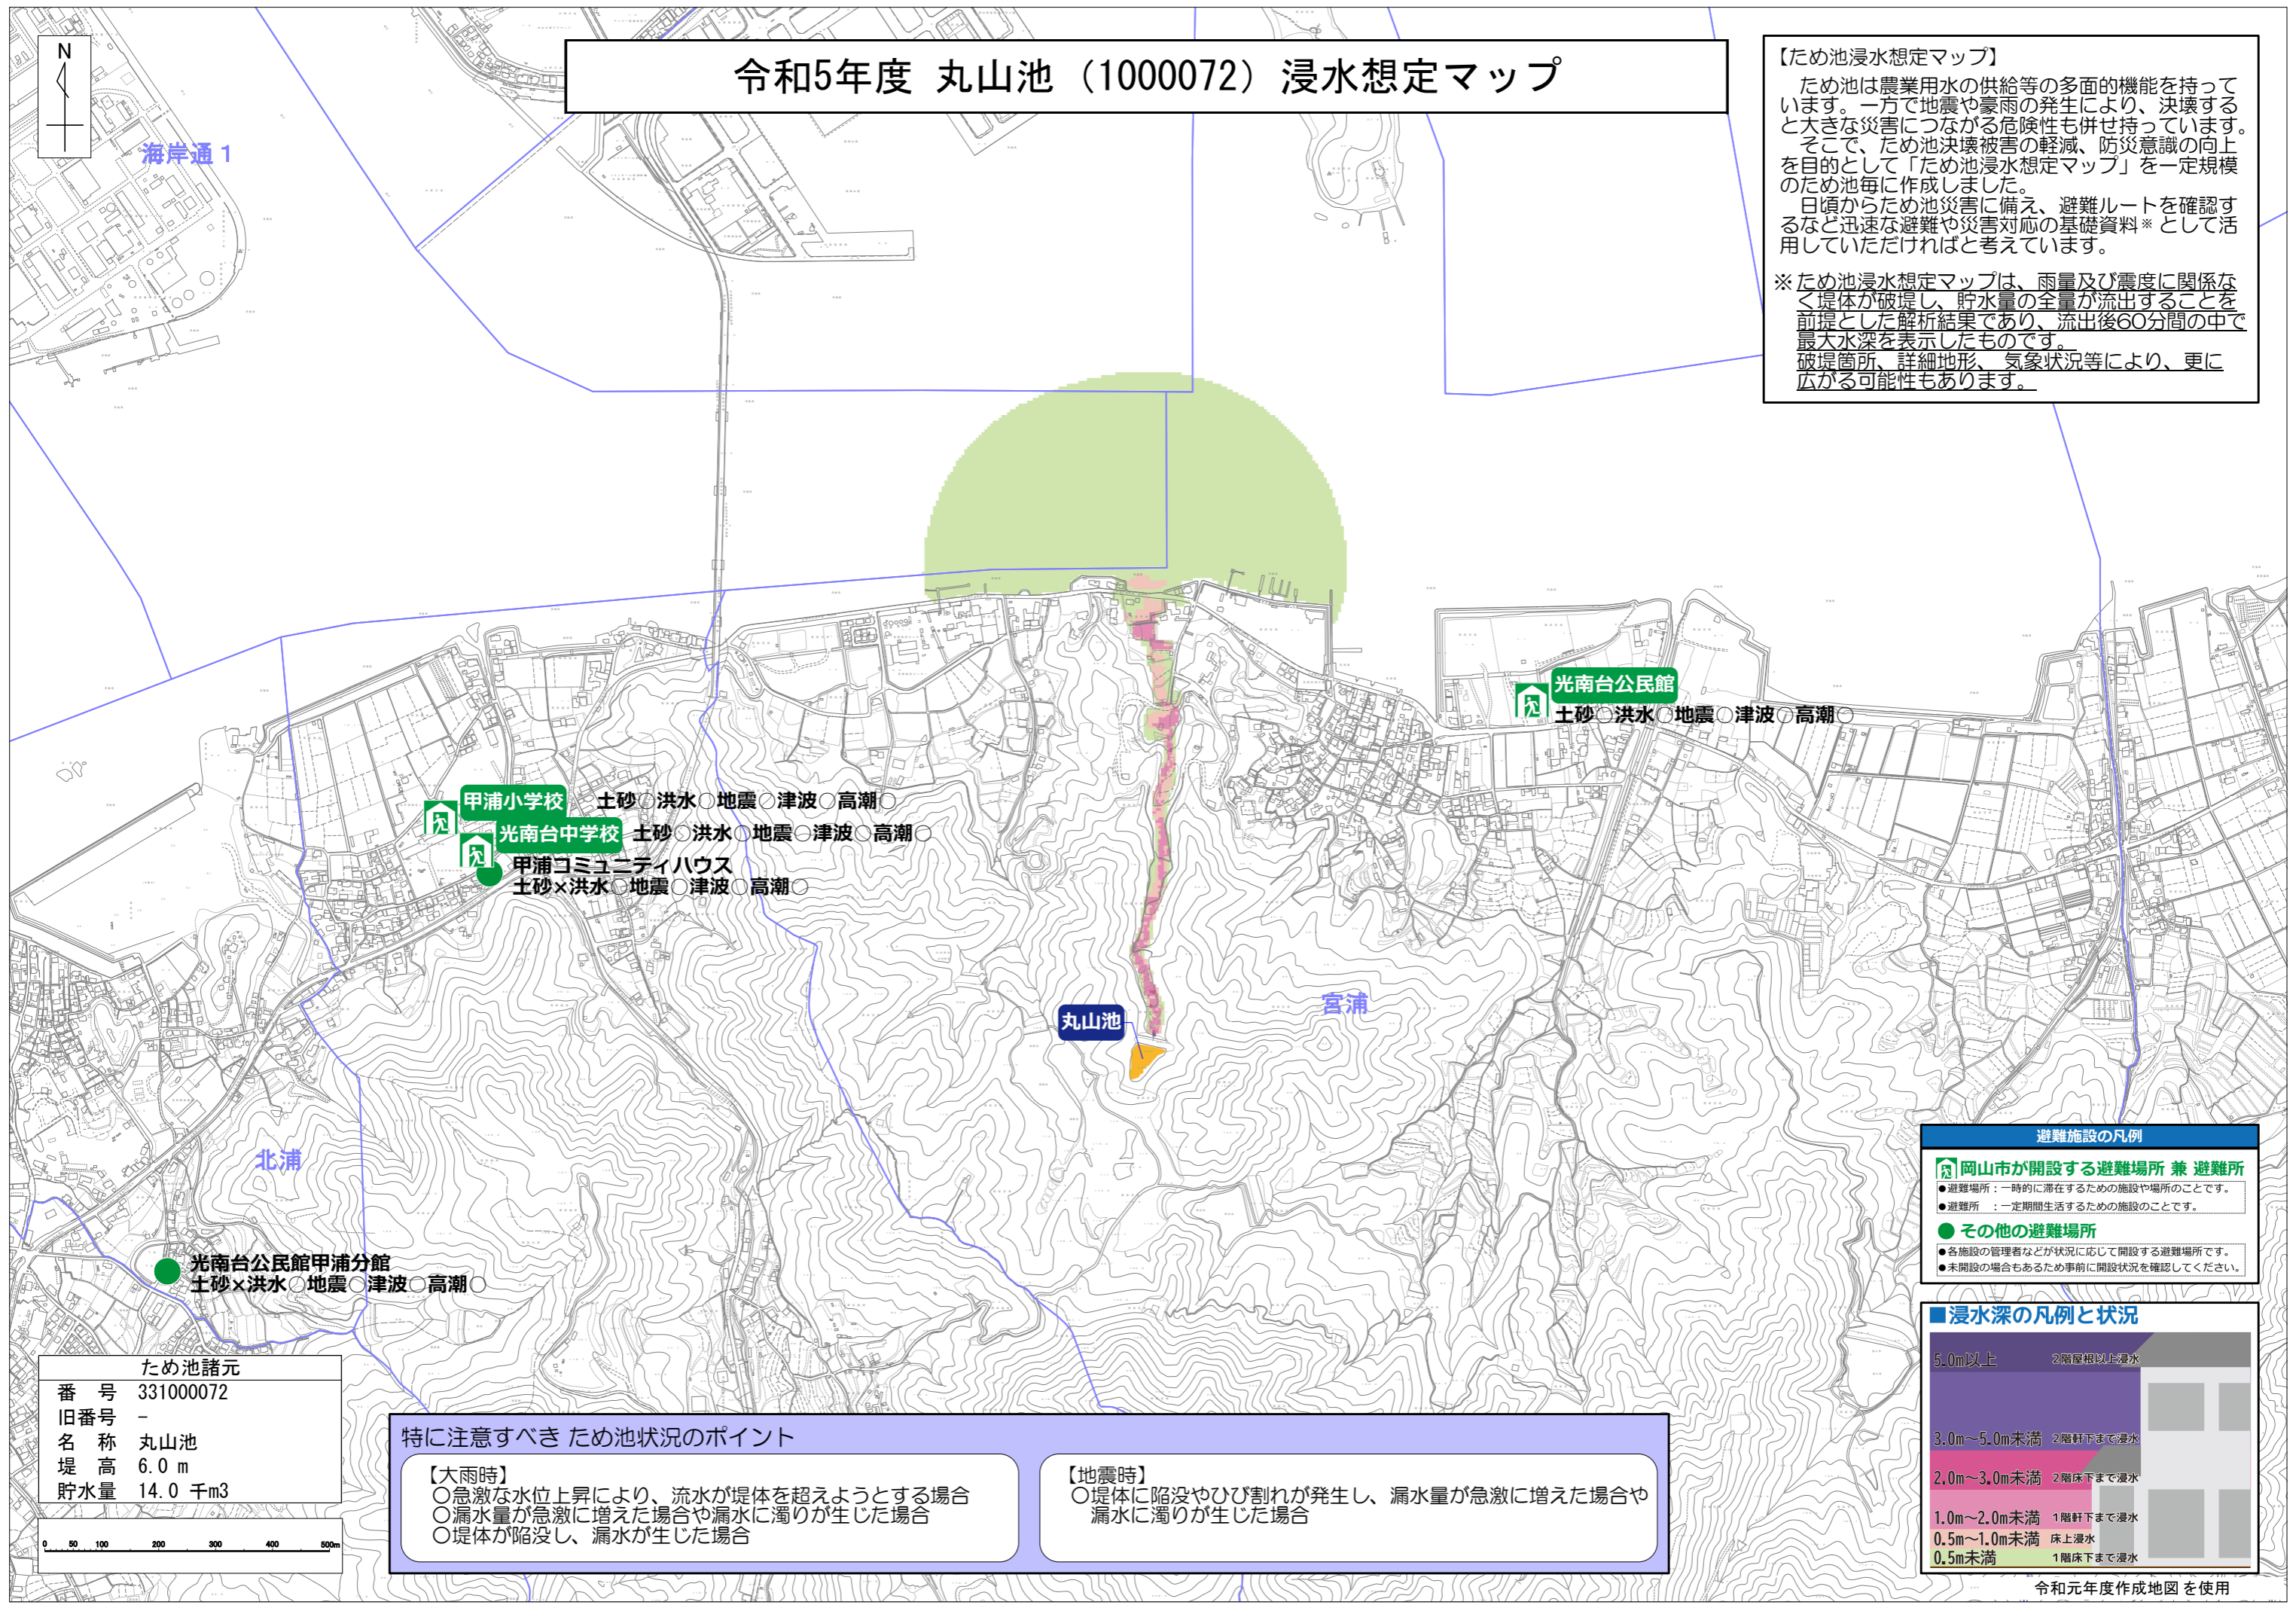 令和5年度 丸山池（1000072）浸水想定マップ
N
【ため池浸水想定マップ】
ため池は農業用水の供給等の多面的機能を持って
います。一方で地震や豪雨の発生により、決壊する
と大きな災害につながる危険性も併せ持っています。
そこで、ため池決壊被害の軽減、防災意識の向上
を目的として「ため池浸水想定マップ」を一定規模
のため池毎に作成しました。
日頃からため池災害に備え、避難ルートを確認す
るなど迅速な避難や災害対応の基礎資料※として活
用していただければと考えています。
※ため池浸水想定マップは、雨量及び震度に関係な
く堤体が破堤し、貯水量の全量が流出することを
前提とした解析結果であり、流出後60分間の中で
最大水深を表示したものです。
破堤箇所、詳細地形、気象状況等により、更に
広がる可能性もあります。
海岸通1
光南台公民館
土砂○洪水○地震○津波○高潮○
甲浦小学校 土砂○洪水○地震○津波○高潮○
光南台中学校 土砂○洪水○地震○津波○高潮○
甲浦コミュニティハウス
土砂×洪水○地震○津波○高潮○
宮浦
丸山池
北浦
光南台公民館甲浦分館
土砂×洪水○地震○津波○高潮○
避難施設の凡例
岡山市が開設する避難場所 兼 避難所
●避難場所：一時的に滞在するための施設や場所のことです。
●避難所 ：一定期間生活するための施設のことです。
● その他の避難場所
●各施設の管理者などが状況に応じて開設する避難場所です。
●未開設の場合もあるため事前に開設状況を確認してください。
■浸水深の凡例と状況
5.0m以上 2階屋根以上浸水
3.0m～5.0m未満 2階軒下まで浸水
2.0m～3.0m未満 2階床下まで浸水
1.0m～2.0m未満 1階軒下まで浸水
0.5m～1.0m未満 床上浸水
0.5m未満 1階床下まで浸水
ため池諸元
番 号 331000072
旧番号 -
名 称 丸山池
堤 高 6.0 m
貯水量 14.0 千m3
0 50 100 200 300 400 500m
特に注意すべき ため池状況のポイント
【大雨時】
○急激な水位上昇により、流水が堤体を超えようとする場合
○漏水量が急激に増えた場合や漏水に濁りが生じた場合
○堤体が陥没し、漏水が生じた場合
【地震時】
○堤体に陥没やひび割れが発生し、漏水量が急激に増えた場合や
漏水に濁りが生じた場合
令和元年度作成地図を使用